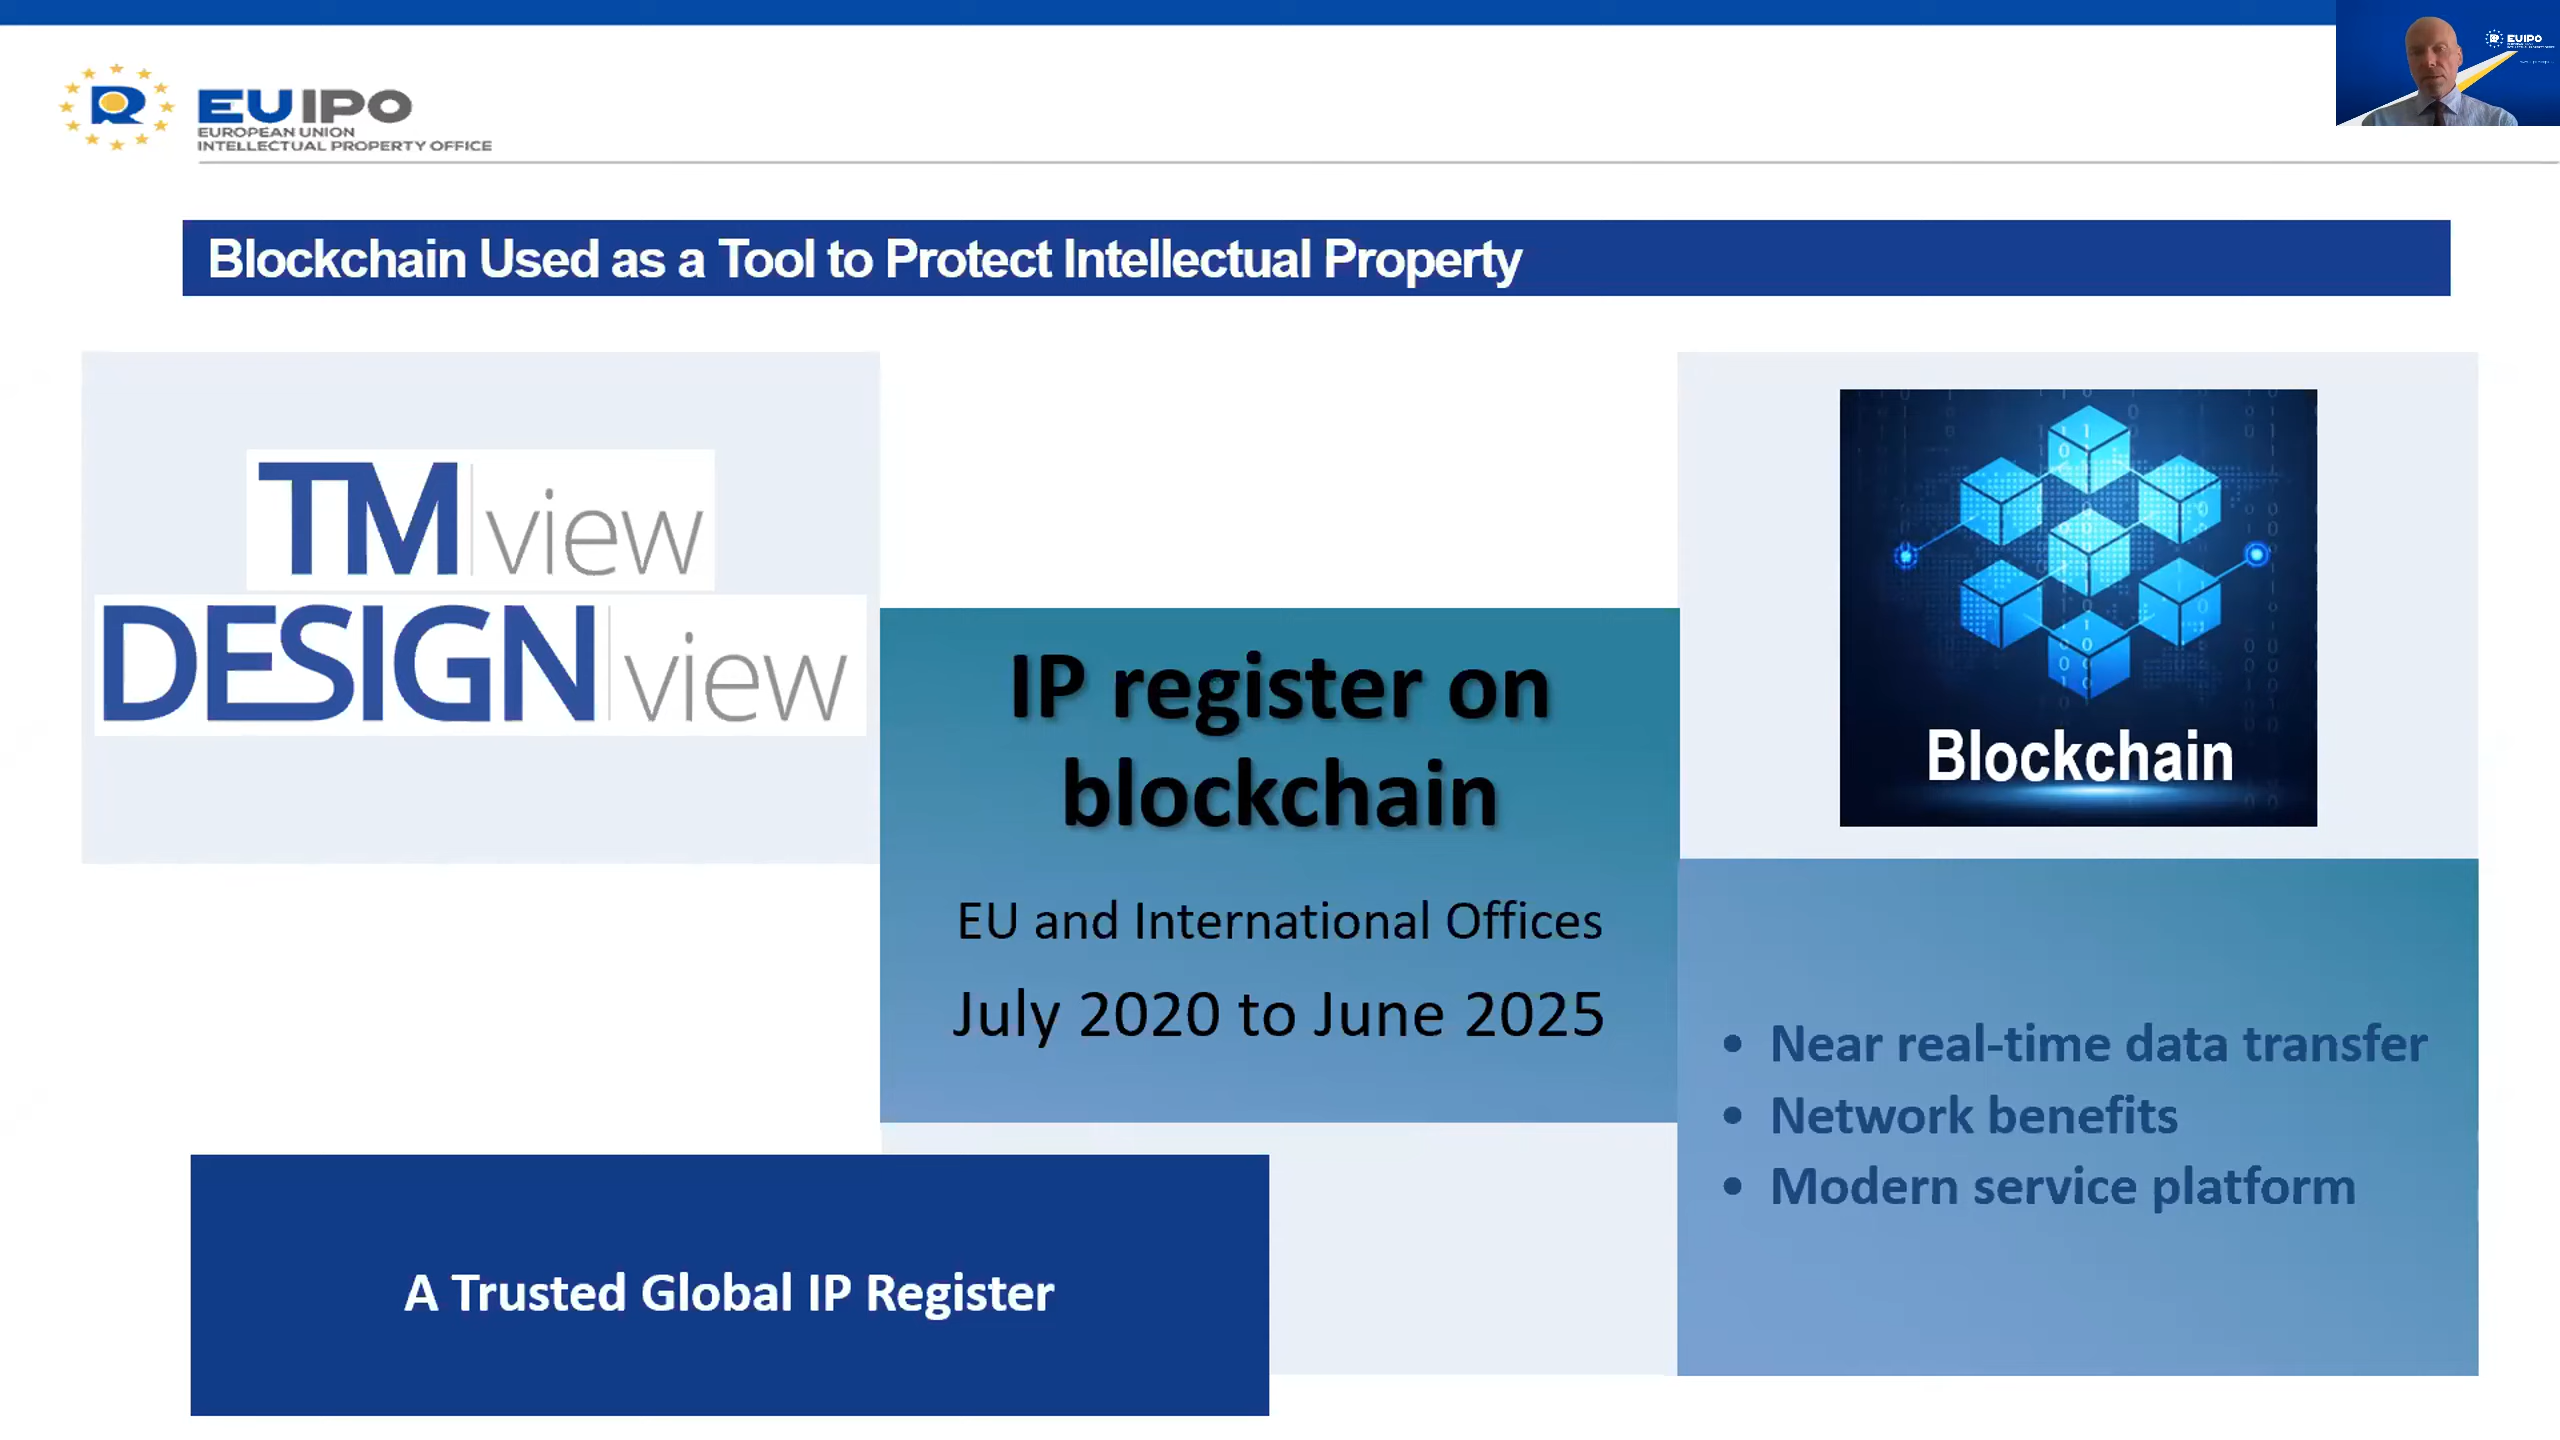 EUIPO
EUROPEAN UNION
INTELLECTUAL PROPERTY OFFICE
EUIPO
Blockchain Used as a Tool to Protect Intellectual Property
TM view
DESIGN view
IP register on
blockchain
EU and International Offices
July 2020 to June 2025
Blockchain
• Near real-time data transfer
• Network benefits
• Modern service platform
A Trusted Global IP Register